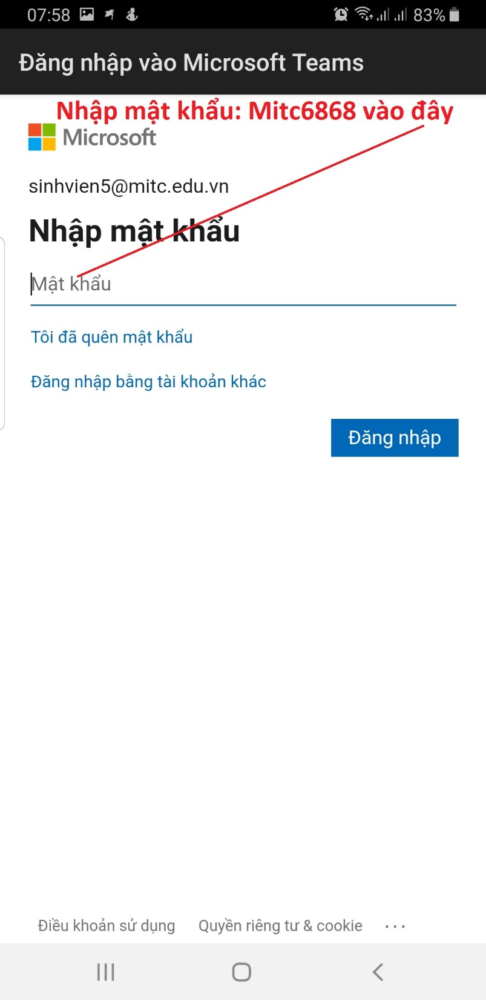 07:58
83%
Đăng nhập vào Microsoft Teams
Nhập mật khẩu: Mitc6868 vào đây
Microsoft
sinhvien5@mitc.edu.vn
Nhập mật khẩu
Mật khẩu
Tôi đã quên mật khẩu
Đăng nhập bằng tài khoản khác
Đăng nhập
Điều khoản sử dụng Quyền riêng tư & cookie ...